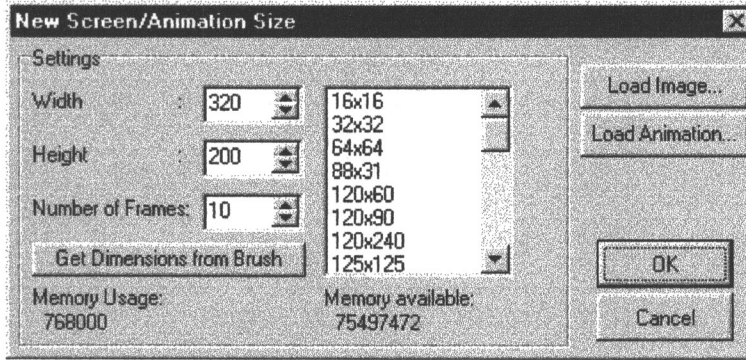 New Screen/Animation Size
Settings
Width : 320
Height : 200
Number of Frames: 10
Get Dimensions from Brush
Memory Usage:
768000
16x16
32x32
64x64
88x31
120x60
120x90
120x240
125x125
Memory available:
75497472
Load Image...
Load Animation...
OK
Cancel